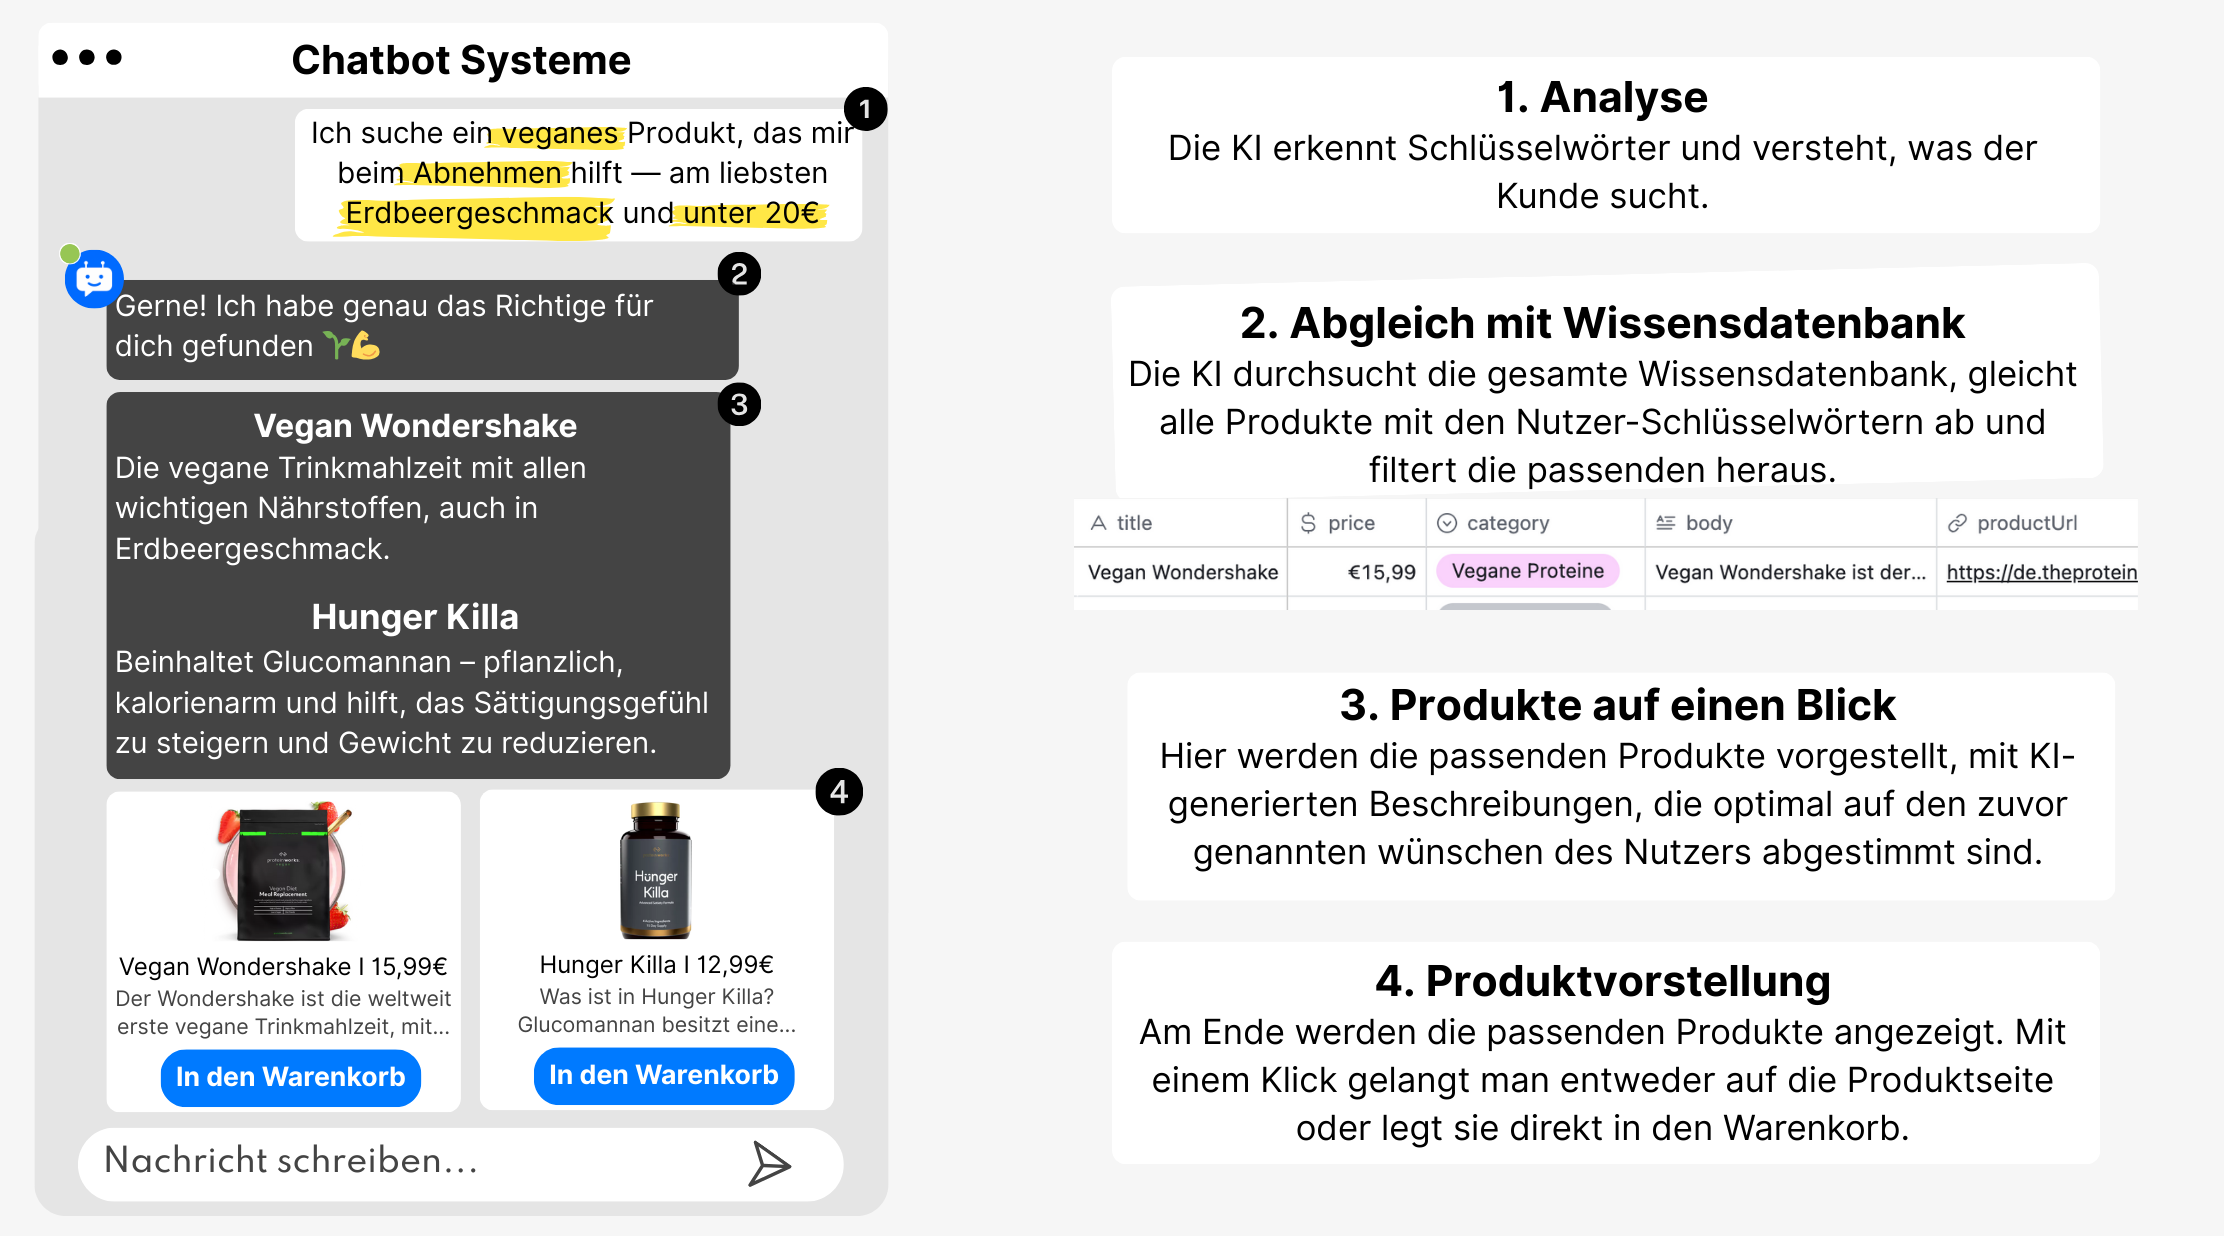 Chatbot Systeme
1
Ich suche ein veganes Produkt, das mir
beim Abnehmen hilft — am liebsten
Erdbeergeschmack und unter 20€
2
Gerne! Ich habe genau das Richtige für
dich gefunden 🌱💪
3
Vegan Wondershake
Die vegane Trinkmahlzeit mit allen
wichtigen Nährstoffen, auch in
Erdbeergeschmack.
Hunger Killa
Beinhaltet Glucomannan – pflanzlich,
kalorienarm und hilft, das Sättigungsgefühl
zu steigern und Gewicht zu reduzieren.
4
proteinworks
Vegan Diet
Meal Replacement
Vegan Wondershake I 15,99€
Der Wondershake ist die weltweit
erste vegane Trinkmahlzeit, mit...
In den Warenkorb
Hunger
Killa
Hunger Killa I 12,99€
Was ist in Hunger Killa?
Glucomannan besitzt eine...
In den Warenkorb
Nachricht schreiben...
1. Analyse
Die KI erkennt Schlüsselwörter und versteht, was der
Kunde sucht.
2. Abgleich mit Wissensdatenbank
Die KI durchsucht die gesamte Wissensdatenbank, gleicht
alle Produkte mit den Nutzer-Schlüsselwörtern ab und
filtert die passenden heraus.
title price category body productUrl
Vegan Wondershake €15,99 Vegane Proteine Vegan Wondershake ist der... https://de.theprotein
3. Produkte auf einen Blick
Hier werden die passenden Produkte vorgestellt, mit KI-
generierten Beschreibungen, die optimal auf den zuvor
genannten wünschen des Nutzers abgestimmt sind.
4. Produktvorstellung
Am Ende werden die passenden Produkte angezeigt. Mit
einem Klick gelangt man entweder auf die Produktseite
oder legt sie direkt in den Warenkorb.